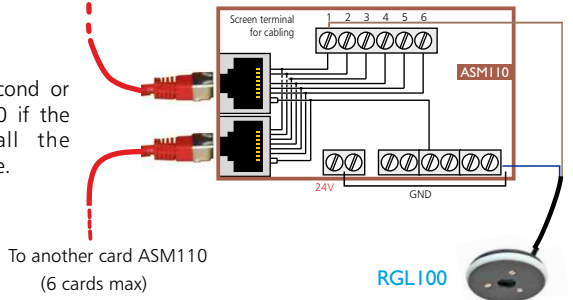 Screen terminal
for cabling
1 2 3 4 5 6
ASM110
cond or
0 if the
all the
e.
24V
GND
To another card ASM110
(6 cards max)
RGL100